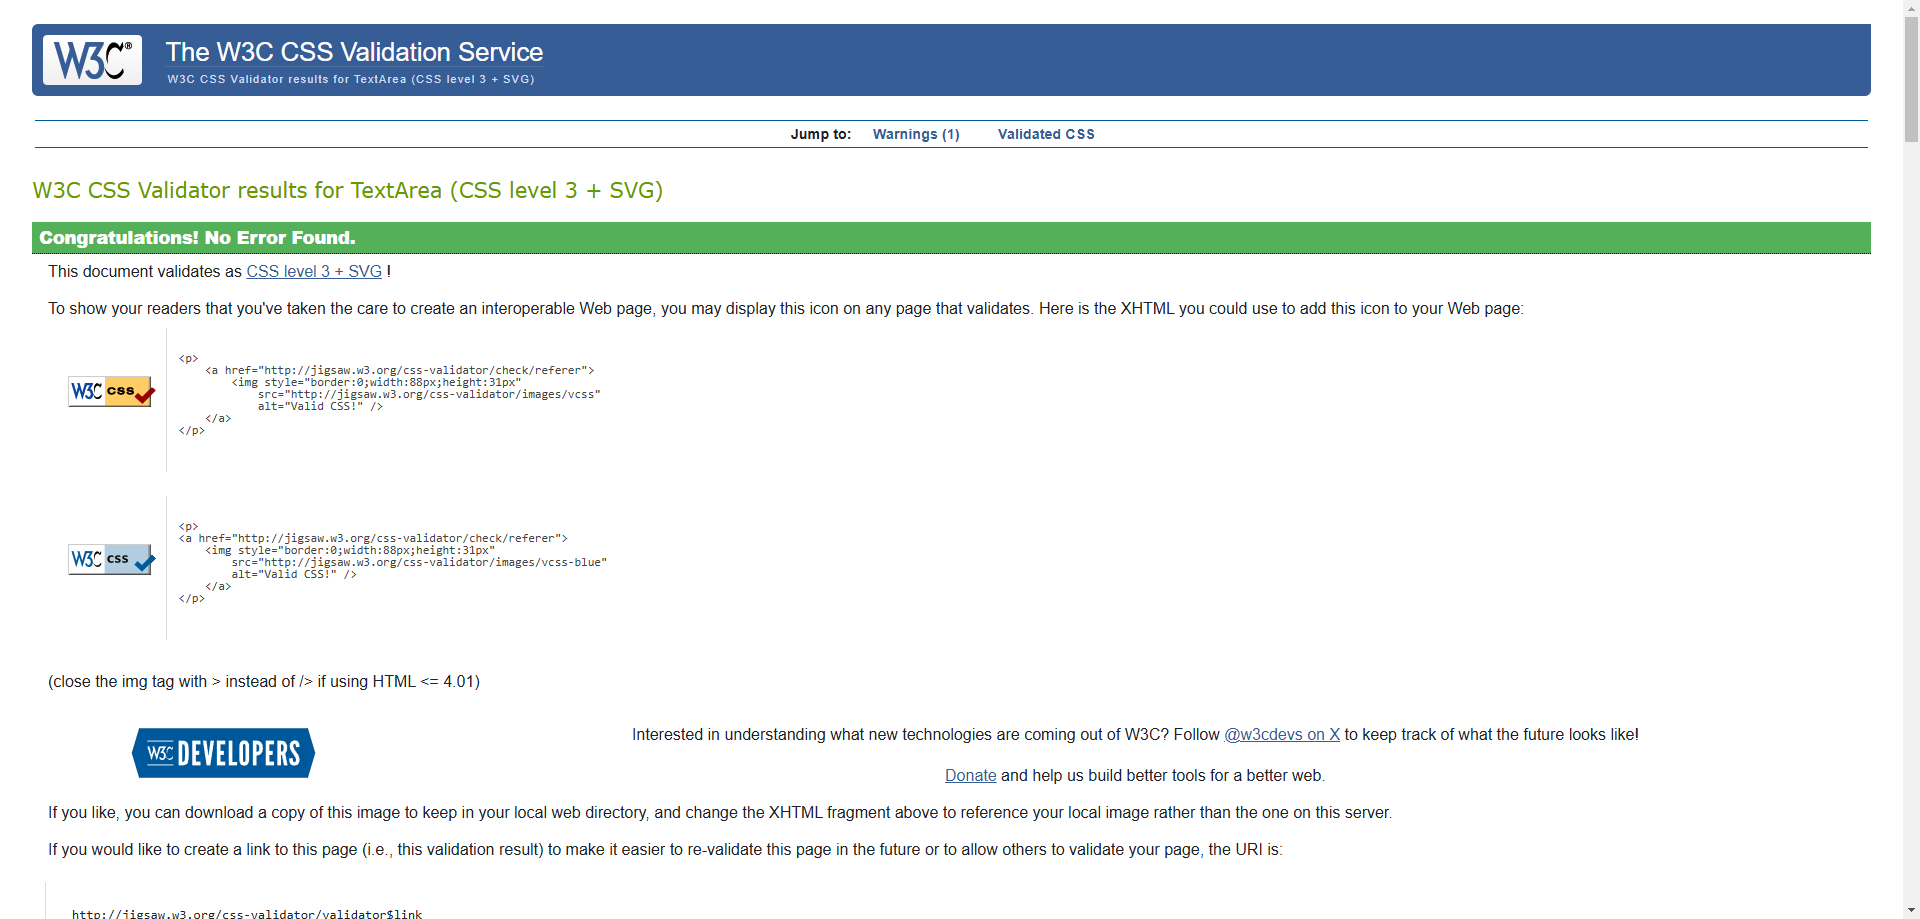 W3C®
The W3C CSS Validation Service
W3C CSS Validator results for TextArea (CSS level 3 + SVG)
Jump to: Warnings (1) Validated CSS
W3C CSS Validator results for TextArea (CSS level 3 + SVG)
Congratulations! No Error Found.
This document validates as CSS level 3 + SVG !
To show your readers that you've taken the care to create an interoperable Web page, you may display this icon on any page that validates. Here is the XHTML you could use to add this icon to your Web page:
W3C css
<p>
    <a href="http://jigsaw.w3.org/css-validator/check/referer">
        <img style="border:0;width:88px;height:31px"
            src="http://jigsaw.w3.org/css-validator/images/vcss"
            alt="Valid CSS!" />
    </a>
</p>
W3C css
<p>
<a href="http://jigsaw.w3.org/css-validator/check/referer">
    <img style="border:0;width:88px;height:31px"
        src="http://jigsaw.w3.org/css-validator/images/vcss-blue"
        alt="Valid CSS!" />
    </a>
</p>
(close the img tag with > instead of /> if using HTML <= 4.01)
W3C DEVELOPERS
Interested in understanding what new technologies are coming out of W3C? Follow @w3cdevs on X to keep track of what the future looks like!
Donate and help us build better tools for a better web.
If you like, you can download a copy of this image to keep in your local web directory, and change the XHTML fragment above to reference your local image rather than the one on this server.
If you would like to create a link to this page (i.e., this validation result) to make it easier to re-validate this page in the future or to allow others to validate your page, the URI is:
http://jigsaw.w3.org/css-validator/validator$link